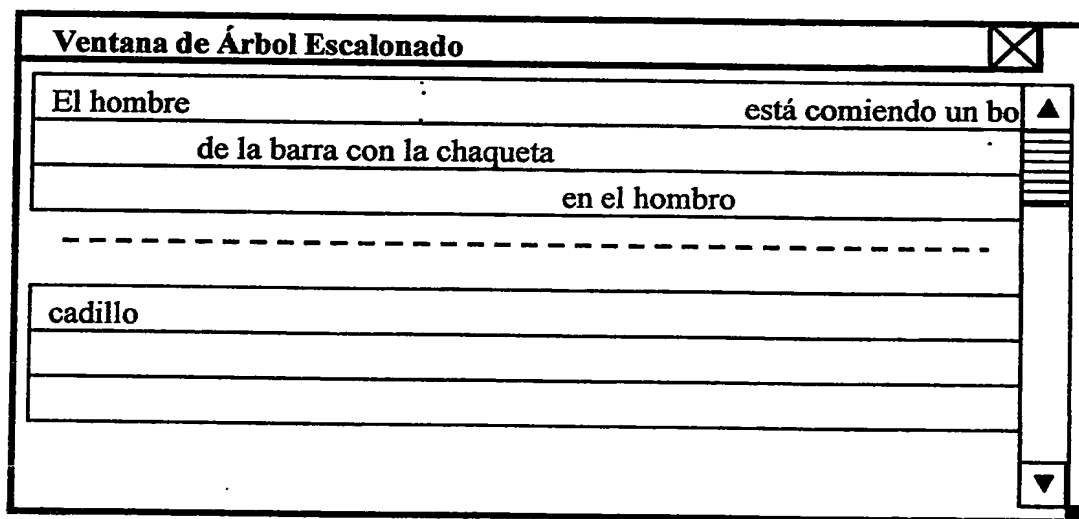 Ventana de Árbol Escalonado
El hombre está comiendo un bo
de la barra con la chaqueta
en el hombro
cadillo